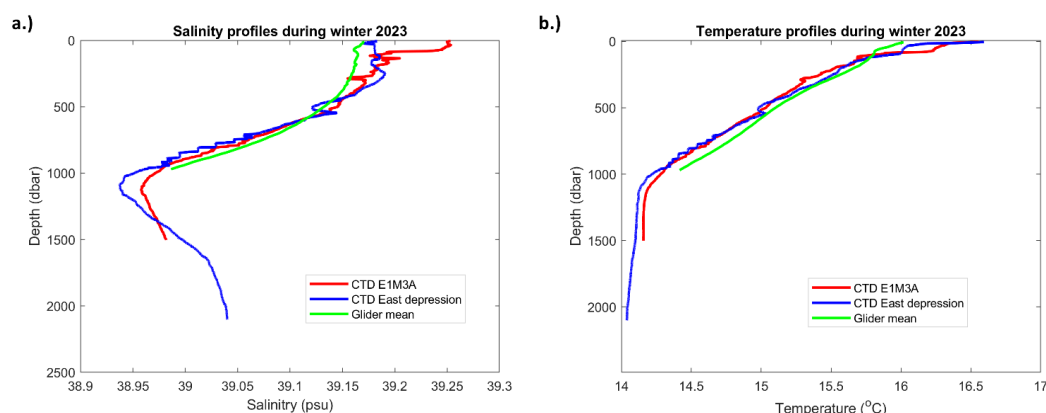 a.)
Salinity profiles during winter 2023
0
500
1000
1500
2000
2500
Depth (dbar)
38.9 38.95 39 39.05 39.1 39.15 39.2 39.25 39.3
Salinitry (psu)
CTD E1M3A
CTD East depression
Glider mean
b.)
Temperature profiles during winter 2023
0
500
1000
1500
2000
Depth (dbar)
14 14.5 15 15.5 16 16.5 17
Temperature (°C)
CTD E1M3A
CTD East depression
Glider mean